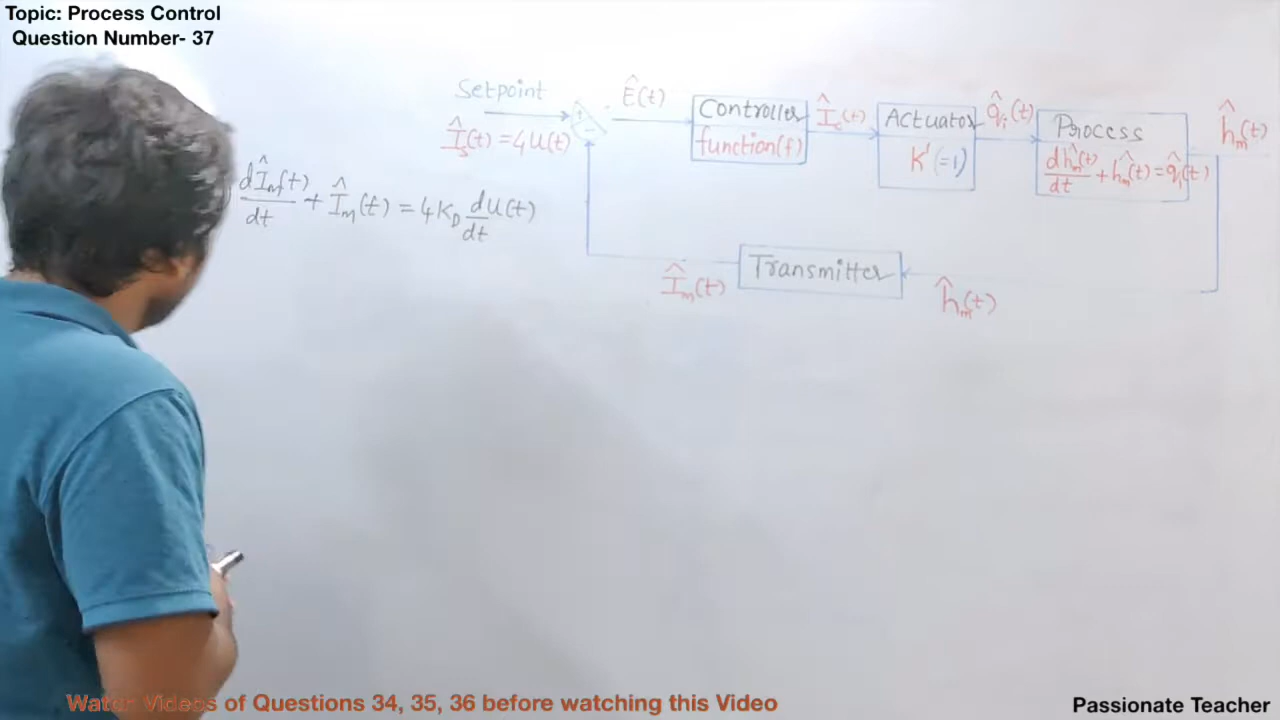 Topic: Process Control
Question Number- 37
Setpoint
Î_s(t) = 4U(t)
Ê(t)
Controller
function(f)
Î_c(t)
Actuator
K'(=1)
q̂_i(t)
Process
dĥ_m(t)/dt + ĥ_m(t) = q̂_i(t)
ĥ_m(t)
dÎ_m(t)/dt + Î_m(t) = 4K_D dU(t)/dt
Transmitter
Î_m(t)
ĥ_m(t)
Watch Videos of Questions 34, 35, 36 before watching this Video
Passionate Teacher